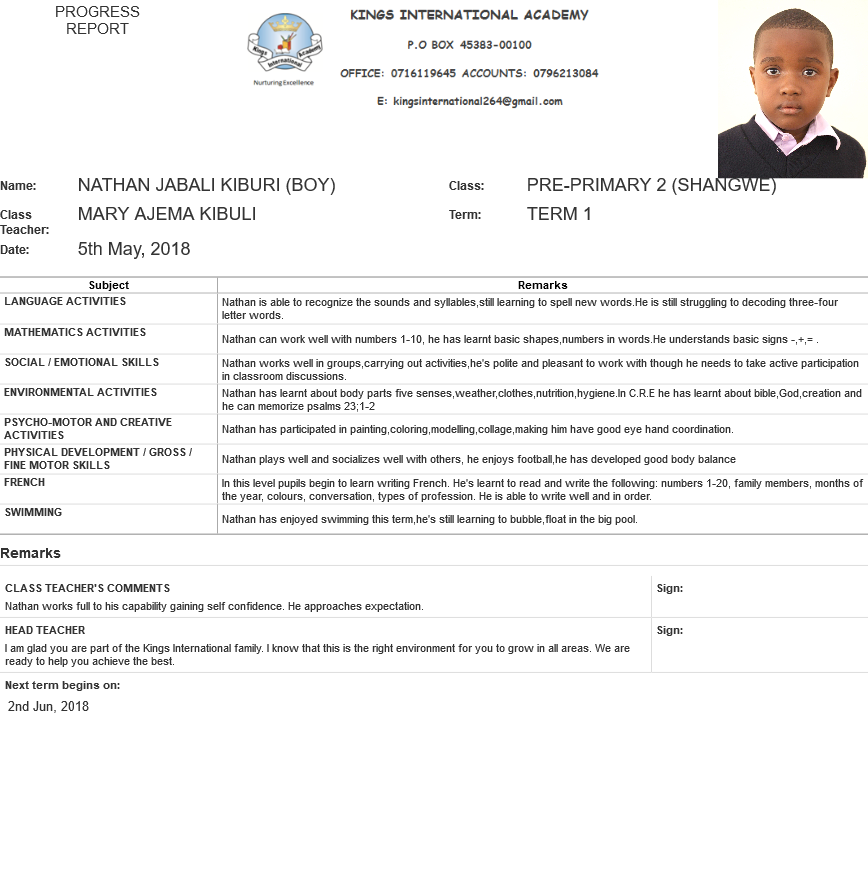 PROGRESS
REPORT
KINGS INTERNATIONAL ACADEMY
P.O BOX 45383-00100
OFFICE: 0716119645 ACCOUNTS: 0796213084
E: kingsinternational264@gmail.com
Kings Academy
International
Nurturing Excellence
Name: NATHAN JABALI KIBURI (BOY) Class: PRE-PRIMARY 2 (SHANGWE)
Class Teacher: MARY AJEMA KIBULI Term: TERM 1
Date: 5th May, 2018
Subject Remarks
LANGUAGE ACTIVITIES
Nathan is able to recognize the sounds and syllables,still learning to spell new words.He is still struggling to decoding three-four
letter words.
MATHEMATICS ACTIVITIES
Nathan can work well with numbers 1-10, he has learnt basic shapes,numbers in words.He understands basic signs -,+,= .
SOCIAL / EMOTIONAL SKILLS
Nathan works well in groups,carrying out activities,he's polite and pleasant to work with though he needs to take active participation
in classroom discussions.
ENVIRONMENTAL ACTIVITIES
Nathan has learnt about body parts five senses,weather,clothes,nutrition,hygiene.In C.R.E he has learnt about bible,God,creation and
he can memorize psalms 23;1-2
PSYCHO-MOTOR AND CREATIVE
ACTIVITIES
Nathan has participated in painting,coloring,modelling,collage,making him have good eye hand coordination.
PHYSICAL DEVELOPMENT / GROSS /
FINE MOTOR SKILLS
Nathan plays well and socializes well with others, he enjoys football,he has developed good body balance
FRENCH
In this level pupils begin to learn writing French. He's learnt to read and write the following: numbers 1-20, family members, months of
the year, colours, conversation, types of profession. He is able to write well and in order.
SWIMMING
Nathan has enjoyed swimming this term,he's still learning to bubble,float in the big pool.
Remarks
CLASS TEACHER'S COMMENTS
Nathan works full to his capability gaining self confidence. He approaches expectation.
Sign:
HEAD TEACHER
I am glad you are part of the Kings International family. I know that this is the right environment for you to grow in all areas. We are
ready to help you achieve the best.
Sign:
Next term begins on:
2nd Jun, 2018